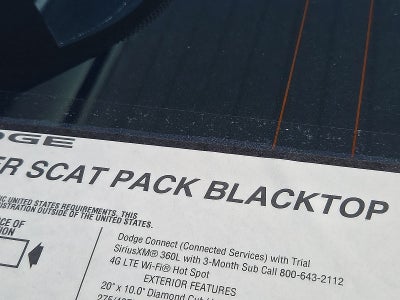 DGE
ER SCAT PACK BLACKTOP
UNITED STATES REQUIREMENTS, THIS
ISTRATION OUTSIDE OF THE UNITED STATES.
CE OF
ION
Dodge Connect (Connected Services) with Trial
SiriusXM® 360L with 3-Month Sub Call 800-643-2112
4G LTE Wi-Fi® Hot Spot
EXTERIOR FEATURES
20" x 10.0" Diamond Cut